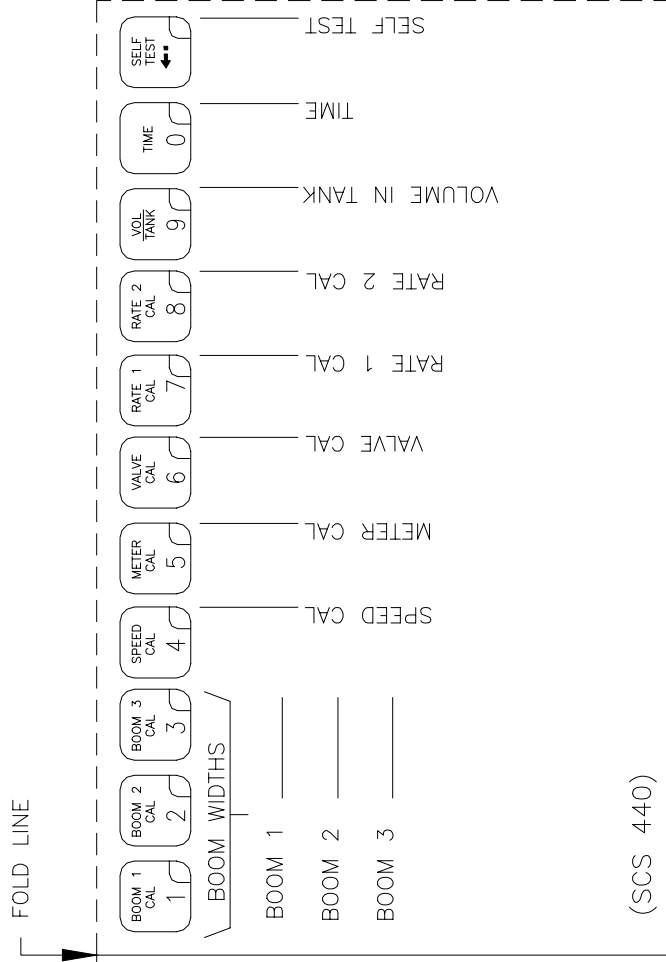 FOLD LINE
BOOM 1
CAL
1
BOOM 2
CAL
2
BOOM 3
CAL
3
SPEED
CAL
4
METER
CAL
5
VALVE
CAL
6
RATE 1
CAL
7
RATE 2
CAL
8
VOL
TANK
9
TIME
0
SELF
TEST
BOOM WIDTHS
BOOM 1
BOOM 2
BOOM 3
SPEED CAL
METER CAL
VALVE CAL
RATE 1 CAL
RATE 2 CAL
VOLUME IN TANK
TIME
SELF TEST
(SCS 440)